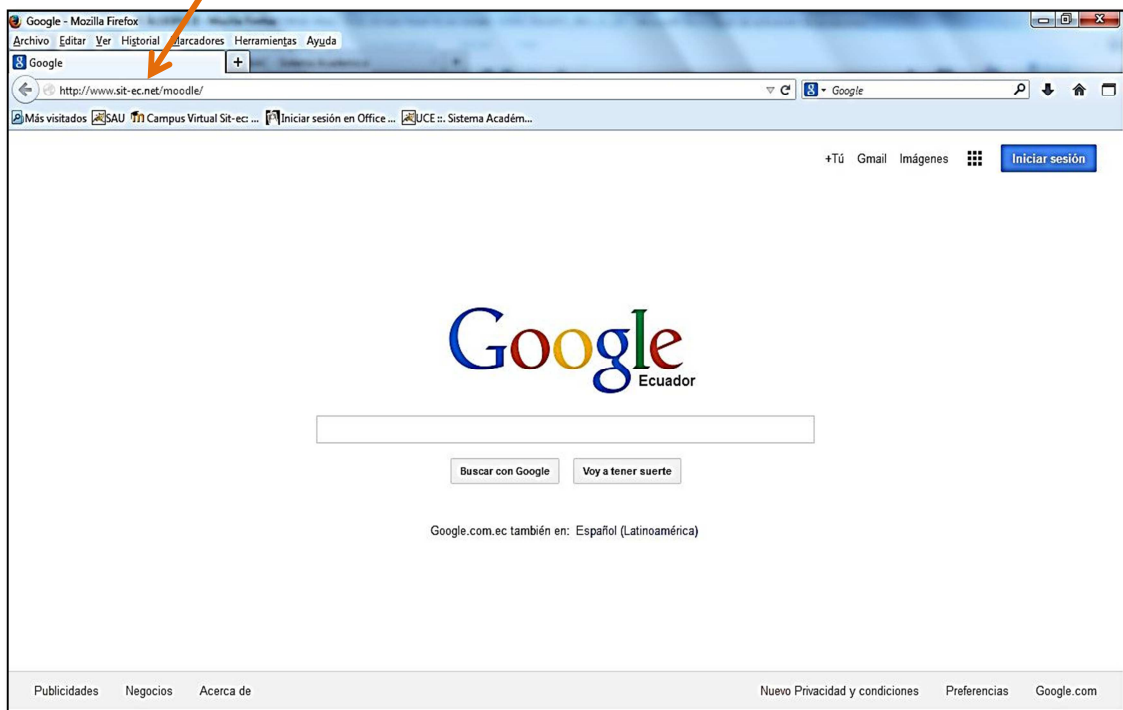 Google - Mozilla Firefox
Archivo Editar Ver Historial Marcadores Herramientas Ayuda
Google
http://www.sit-ec.net/moodle/
Google
Más visitados SAU Campus Virtual Sit-ec: ... Iniciar sesión en Office ... UCE ::. Sistema Académ...
+Tú Gmail Imágenes Iniciar sesión
Google
Ecuador
Buscar con Google Voy a tener suerte
Google.com.ec también en: Español (Latinoamérica)
Publicidades Negocios Acerca de Nuevo Privacidad y condiciones Preferencias Google.com